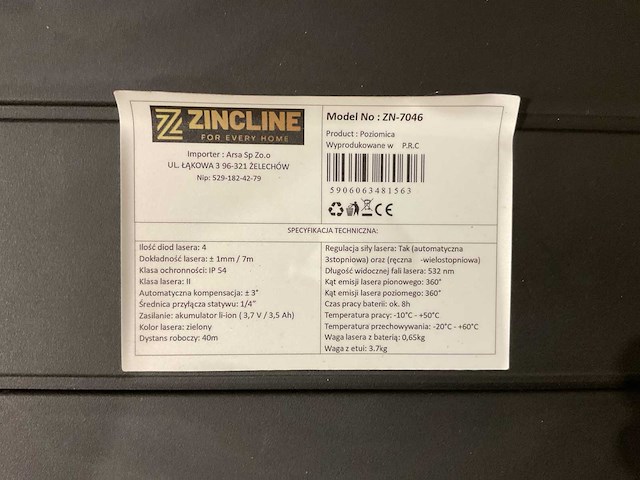 ZINCLINE
FOR EVERY HOME
Importer : Arsa Sp Zo.o
UL. ŁĄKOWA 3 96-321 ŻELECHÓW
Nip: 529-182-42-79
Model No : ZN-7046
Product : Poziomica
Wyprodukowane w P.R.C
5906063481563
CE
SPECYFIKACJA TECHNICZNA:
Ilość diod lasera: 4
Dokładność lasera: ± 1mm / 7m
Klasa ochronności: IP 54
Klasa lasera: II
Automatyczna kompensacja: ± 3°
Średnica przyłącza statywu: 1/4”
Zasilanie: akumulator li-ion ( 3,7 V / 3,5 Ah)
Kolor lasera: zielony
Dystans roboczy: 40m
Regulacja siły lasera: Tak (automatyczna
3stopniowa) oraz (ręczna -wielostopniowa)
Długość widocznej fali lasera: 532 nm
Kąt emisji lasera pionowego: 360°
Kąt emisji lasera poziomego: 360°
Czas pracy baterii: ok. 8h
Temperatura pracy: -10°C - +50°C
Temperatura przechowywania: -20°C - +60°C
Waga lasera z baterią: 0,65kg
Waga z etui: 3.7kg